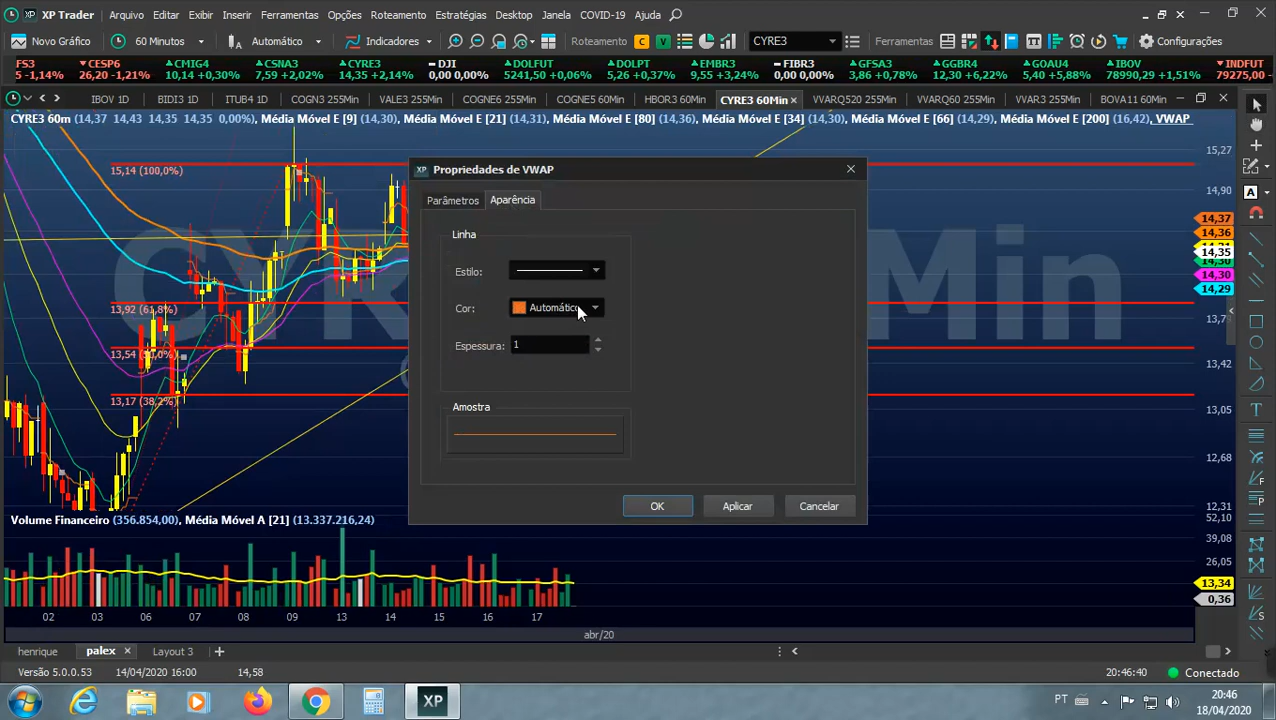 XP Trader Arquivo Editar Exibir Inserir Ferramentas Opções Roteamento Estratégias Desktop Janela COVID-19 Ajuda
Novo Gráfico 60 Minutos Automático Indicadores Roteamento C V CYRE3 Ferramentas Configurações
FS3 CESP6 CMIG4 CSNA3 CYRE3 DJI DOLFUT DOLPT EMBR3 FIBR3 GFSA3 GGBR4 GOAU4 IBOV INDFUT
5 -1,14% 26,20 -1,21% 10,14 +0,30% 7,59 +2,02% 14,35 +2,14% 0,00 0,00% 5241,50 +0,06% 5,26 +0,37% 9,55 +3,24% 0,00 0,00% 3,86 +0,78% 12,30 +6,22% 5,40 +5,88% 78990,29 +1,51% 79275,00
IBOV 1D BIDI3 1D ITUB4 1D COGN3 255Min VALE3 255Min COGNE6 255Min COGNE5 60Min HBOR3 60Min CYRE3 60Min VVARQ520 255Min VVARQ60 255Min VVAR3 255Min BOVA11 60Min
CYRE3 60m (14,37 14,43 14,35 14,35 0,00%), Média Móvel E [9] (14,30), Média Móvel E [21] (14,31), Média Móvel E [80] (14,36), Média Móvel E [34] (14,30), Média Móvel E [66] (14,29), Média Móvel E [200] (16,42), VWAP
15,27
15,14 (100,0%)
XP Propriedades de VWAP
14,90
Parâmetros Aparência
14,37
Linha
14,36
14,35
Estilo:
14,30
14,29
13,92 (61,8%)
Cor: Automático
Espessura: 1
13,54
13,42
13,17 (38,2%)
Amostra
13,05
12,68
OK Aplicar Cancelar
12,31
Volume Financeiro (356.854,00), Média Móvel A [21] (13.337.216,24)
52,10
39,08
26,05
13,34
0,36
02 03 06 07 08 09 13 14 15 16 17
abr/20
henrique palex Layout 3
Versão 5.0.0.53 14/04/2020 16:00 14,58 20:46:40 Conectado
XP PT 20:46
18/04/2020